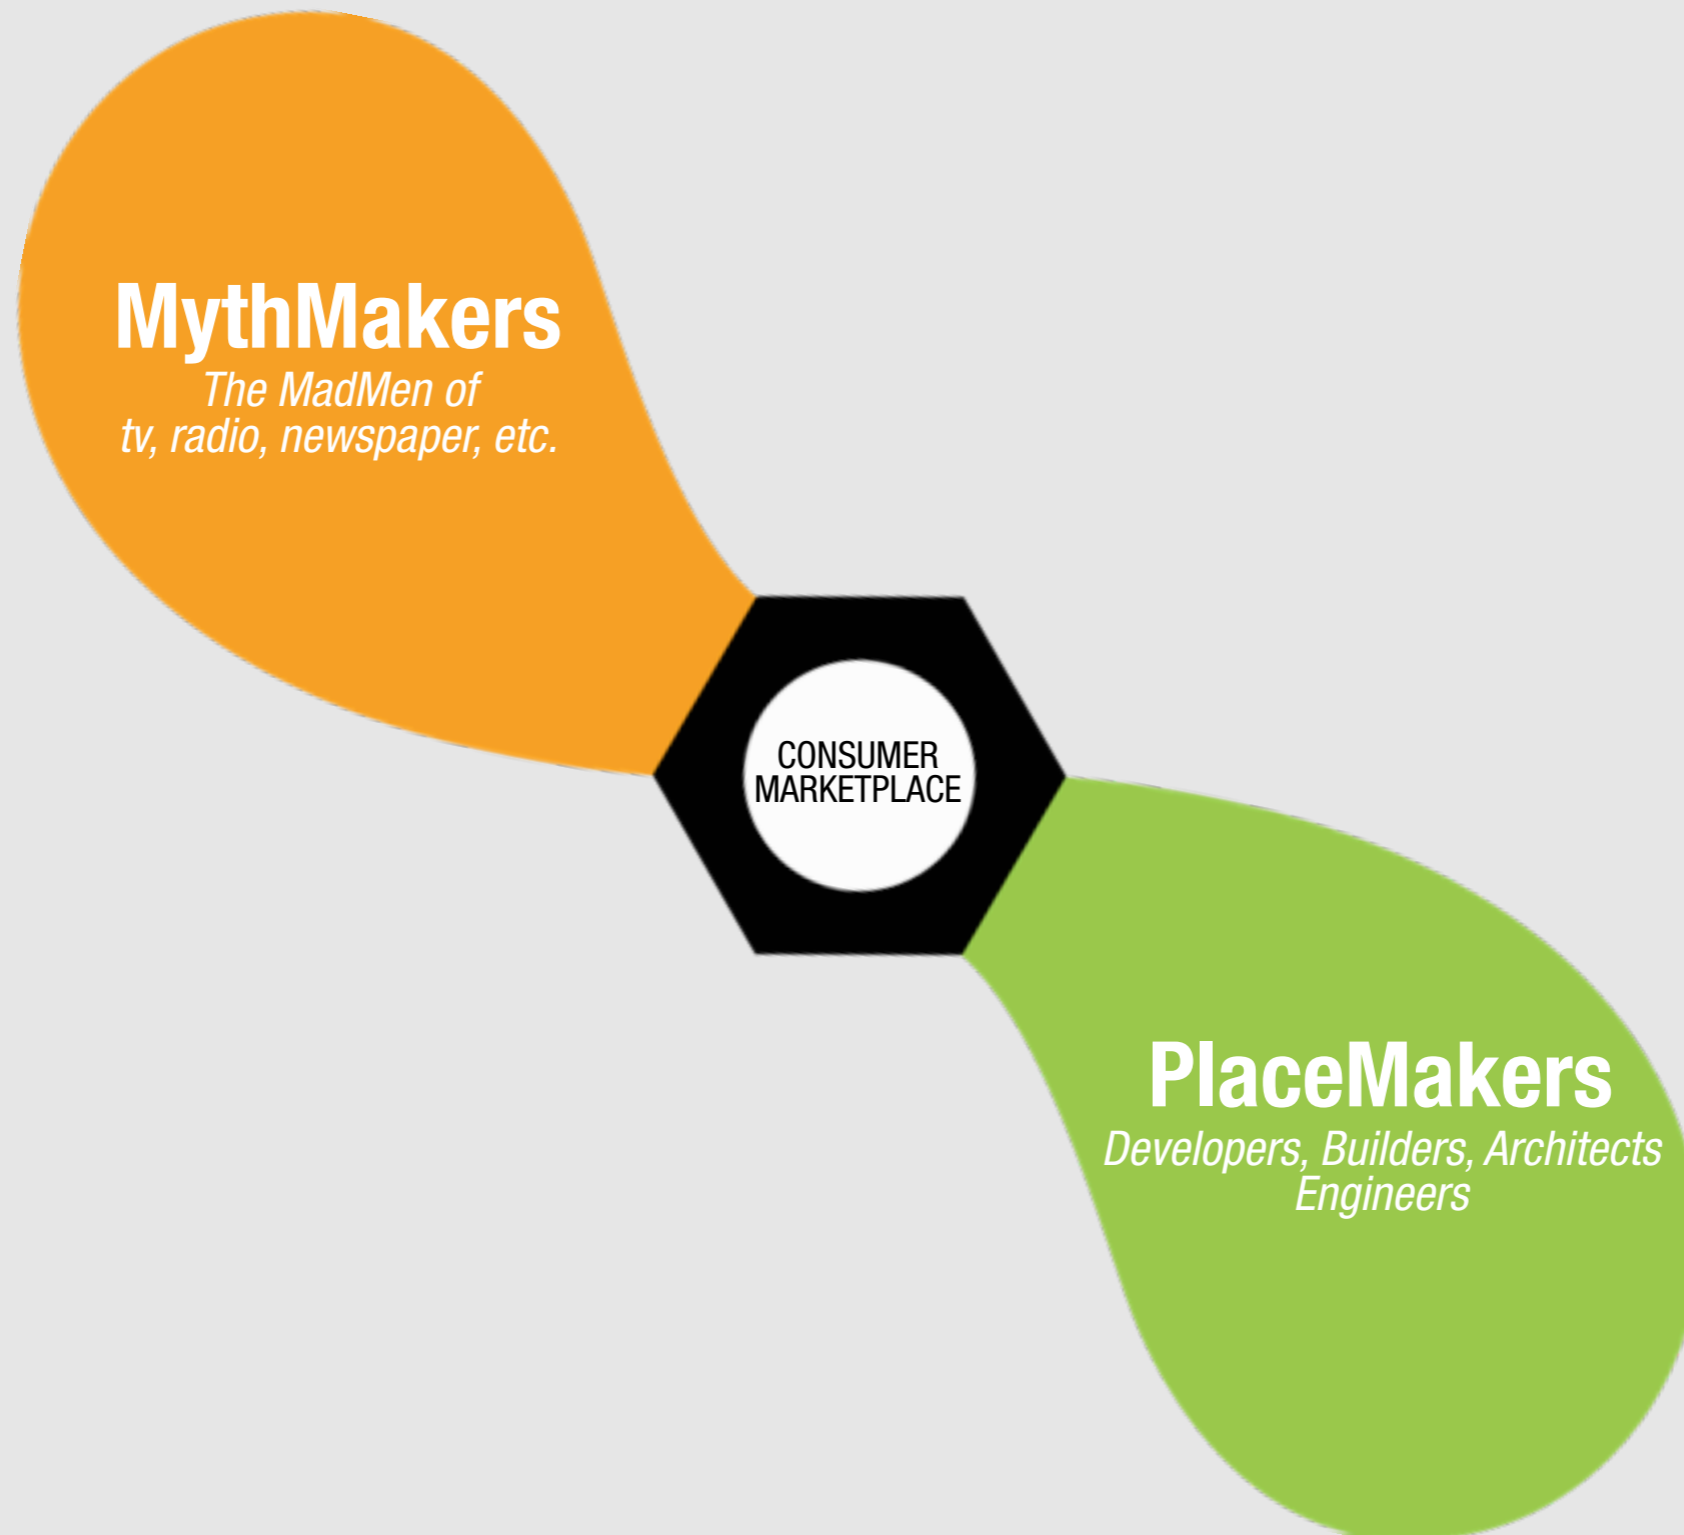 MythMakers
The MadMen of
tv, radio, newspaper, etc.
CONSUMER
MARKETPLACE
PlaceMakers
Developers, Builders, Architects
Engineers